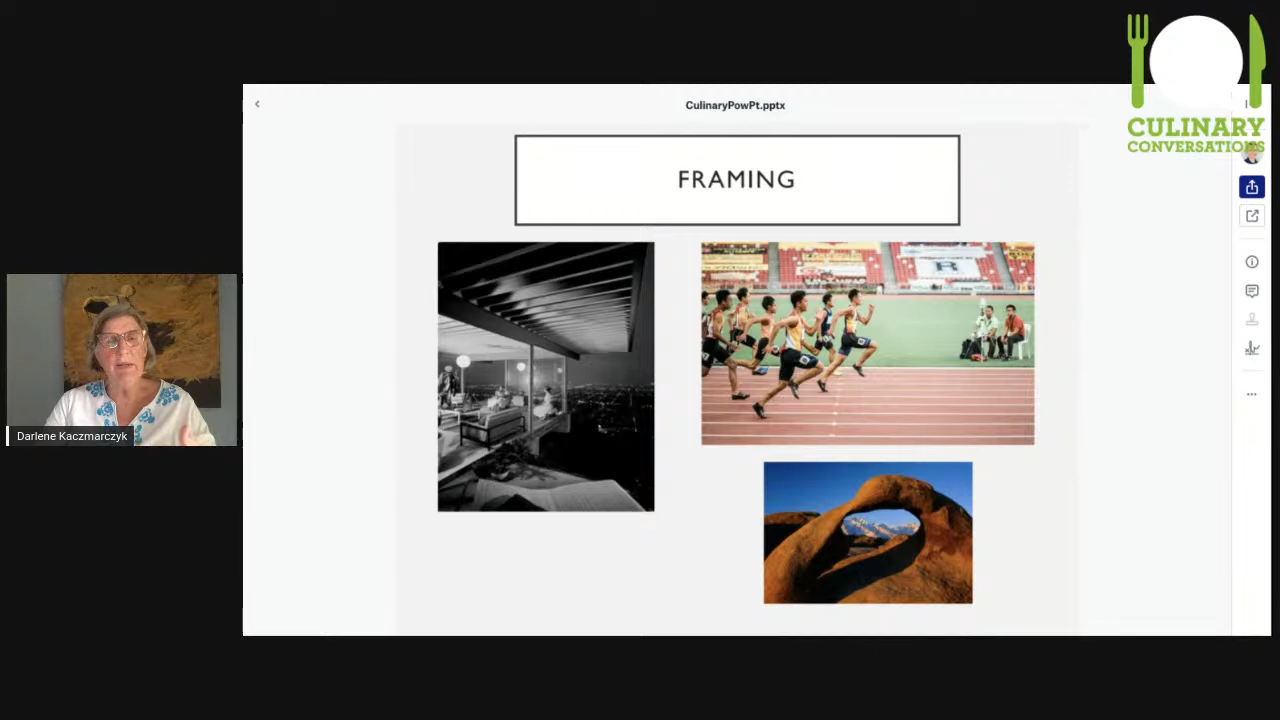 CulinaryPowPt.pptx
CULINARY
CONVERSATIONS
FRAMING
R
Darlene Kaczmarczyk